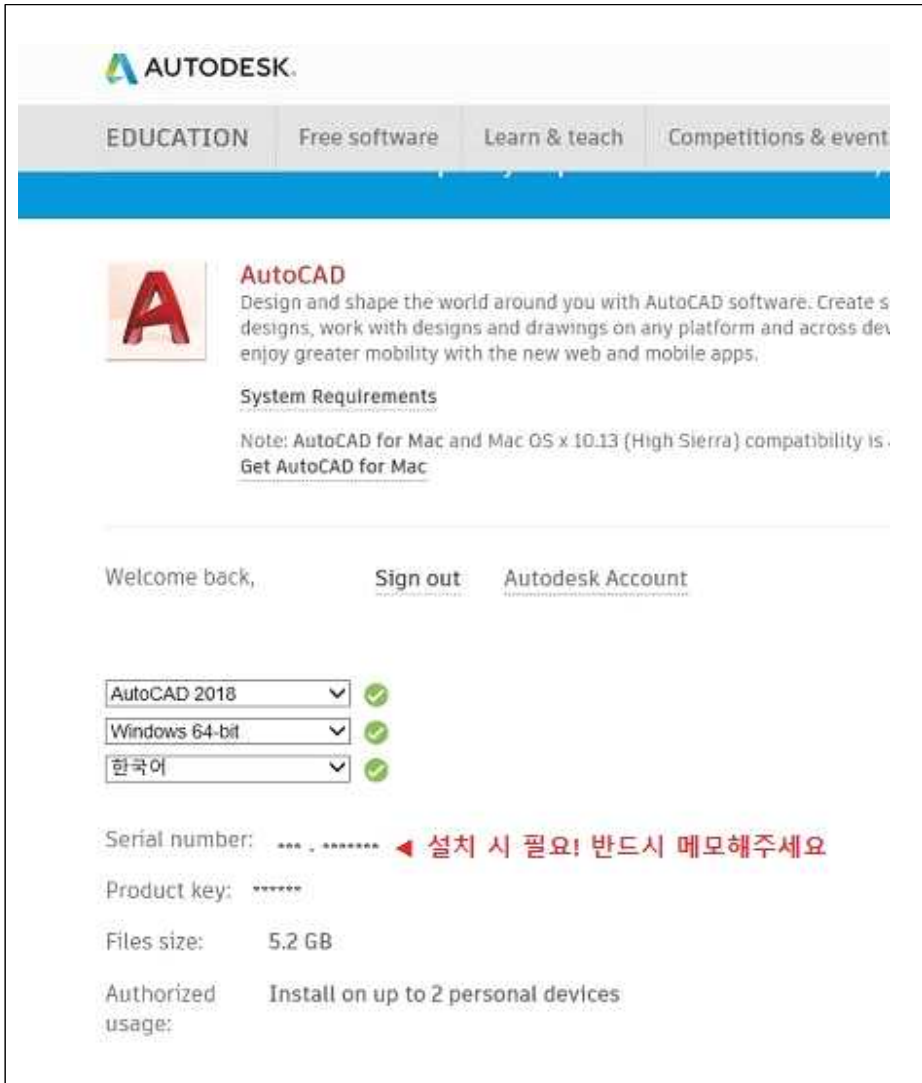 AUTODESK.
EDUCATION Free software Learn & teach Competitions & event
AutoCAD
Design and shape the world around you with AutoCAD software. Create s
designs, work with designs and drawings on any platform and across dev
enjoy greater mobility with the new web and mobile apps.
System Requirements
Note: AutoCAD for Mac and Mac OS x 10.13 (High Sierra) compatibility is
Get AutoCAD for Mac
Welcome back, Sign out Autodesk Account
AutoCAD 2018
Windows 64-bit
한국어
Serial number: *** - ******* ◀ 설치 시 필요! 반드시 메모해주세요
Product key: ******
Files size: 5.2 GB
Authorized Install on up to 2 personal devices
usage: